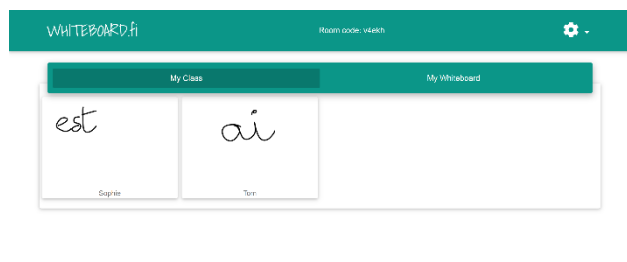 WHITEBOARD.fi
Room code: v4ekh
My Class
My Whiteboard
est
ai
Sophie
Tom